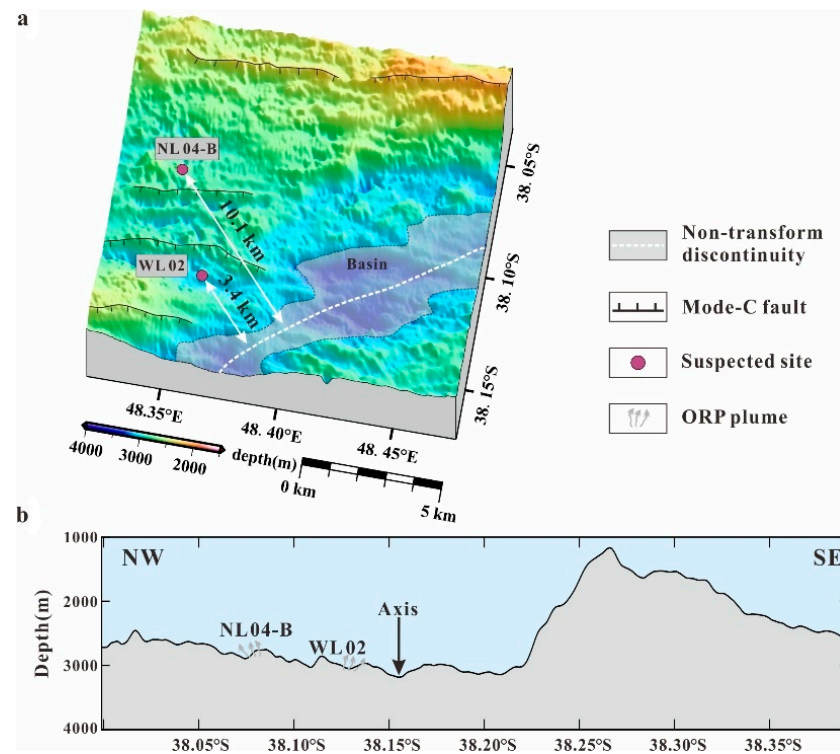 a
NL 04-B
10.1 km
WL 02
3.4 km
Basin
38. 05°S
38. 10°S
38. 15°S
48.35°E
48. 40°E
48. 45°E
4000
3000
2000
depth(m)
0 km
5 km
Non-transform
discontinuity
Mode-C fault
Suspected site
ORP plume
b
NW
SE
Axis
NL04-B
WL 02
Depth(m)
1000
2000
3000
4000
38.05°S
38.10°S
38.15°S
38.20°S
38.25°S
38.30°S
38.35°S